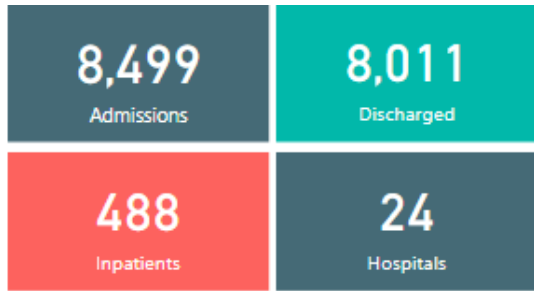 8,499
Admissions
8,011
Discharged
488
Inpatients
24
Hospitals